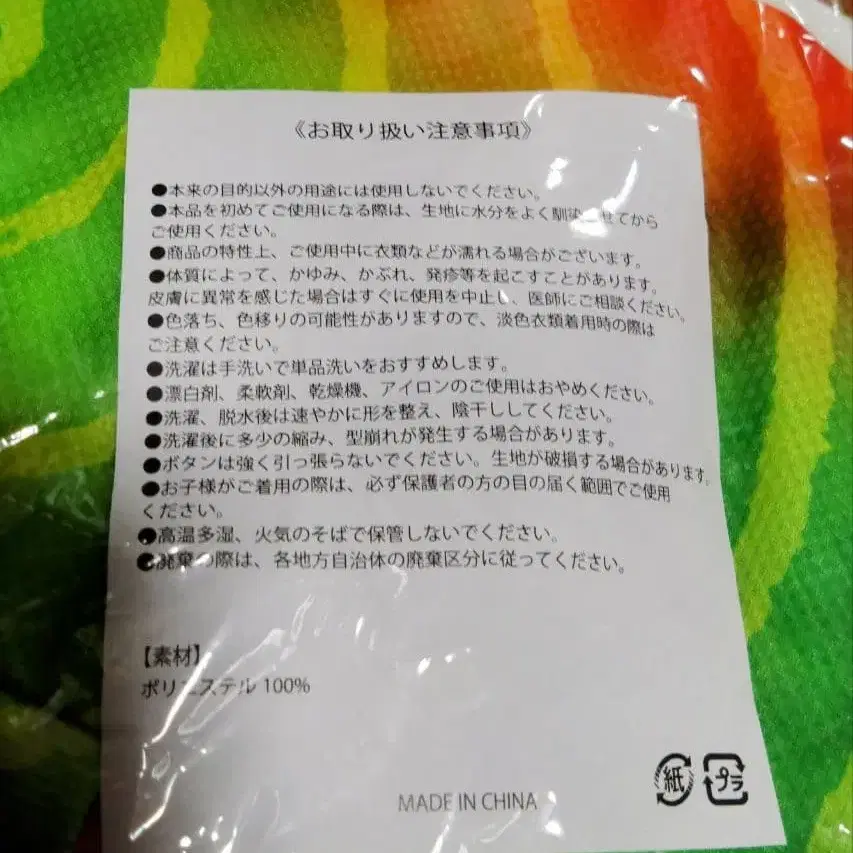 《お取り扱い注意事項》
●本来の目的以外の用途には使用しないでください。
●本品を初めてご使用になる際は、生地に水分をよく馴染ませてから
ご使用ください。
●商品の特性上、ご使用中に衣類などが濡れる場合がございます。
●体質によって、かゆみ、かぶれ、発疹等を起こすことがあります。
皮膚に異常を感じた場合はすぐに使用を中止し、医師にご相談ください。
●色落ち、色移りの可能性がありますので、淡色衣類着用時の際は
ご注意ください。
●洗濯は手洗いで単品洗いをおすすめします。
●漂白剤、柔軟剤、乾燥機、アイロンのご使用はおやめください。
●洗濯、脱水後は速やかに形を整え、陰干ししてください。
●洗濯後に多少の縮み、型崩れが発生する場合があります。
●ボタンは強く引っ張らないでください。生地が破損する場合があります。
●お子様がご着用の際は、必ず保護者の方の目の届く範囲でご使用
ください。
●高温多湿、火気のそばで保管しないでください。
●廃棄の際は、各地方自治体の廃棄区分に従ってください。
【素材】
ポリエステル 100%
紙 プラ
MADE IN CHINA